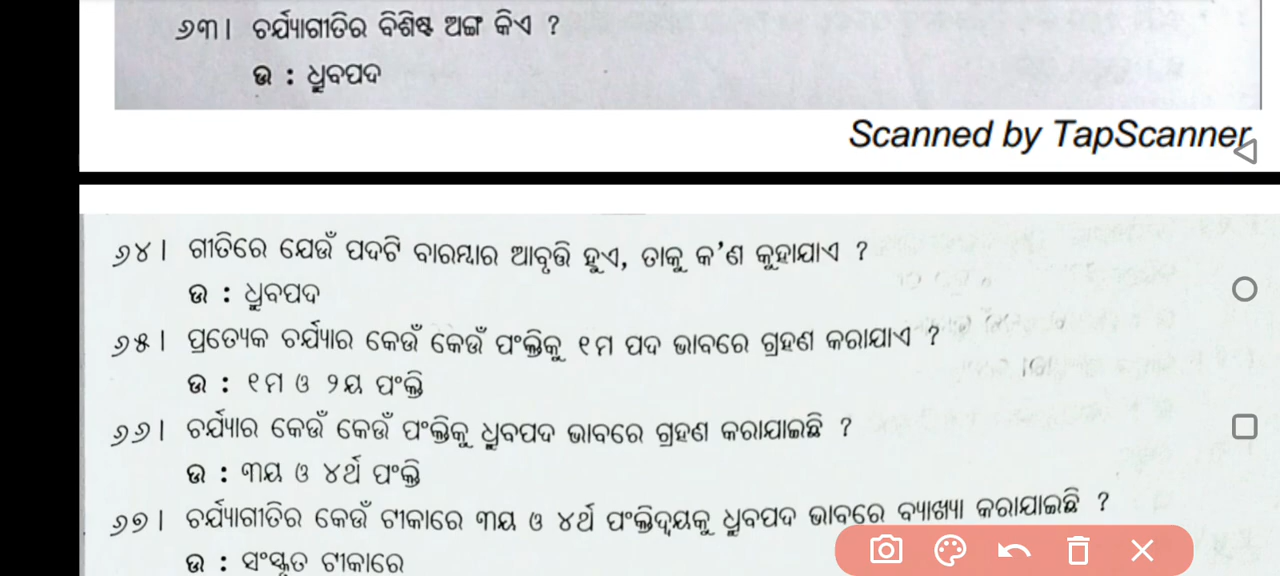 ୬୩। ଚର୍ଯ୍ୟାଗୀତିର ବିଶିଷ୍ଟ ଅଙ୍ଗ କିଏ ?
ଉ : ଧ୍ରୁବପଦ
Scanned by TapScanner
୬୪। ଗୀତିରେ ଯେଉଁ ପଦଟି ବାରମ୍ବାର ଆବୃତ୍ତି ହୁଏ, ତାକୁ କ'ଣ କୁହାଯାଏ ?
ଉ : ଧ୍ରୁବପଦ
୬୫। ପ୍ରତ୍ୟେକ ଚର୍ଯ୍ୟାର କେଉଁ କେଉଁ ପଂକ୍ତିକୁ ୧ମ ପଦ ଭାବରେ ଗ୍ରହଣ କରାଯାଏ ?
ଉ : ୧ମ ଓ ୨ୟ ପଂକ୍ତି
୬୬। ଚର୍ଯ୍ୟାର କେଉଁ କେଉଁ ପଂକ୍ତିକୁ ଧ୍ରୁବପଦ ଭାବରେ ଗ୍ରହଣ କରାଯାଇଛି ?
ଉ : ୩ୟ ଓ ୪ର୍ଥ ପଂକ୍ତି
୬୭। ଚର୍ଯ୍ୟାଗୀତିର କେଉଁ ଟୀକାରେ ୩ୟ ଓ ୪ର୍ଥ ପଂକ୍ତିଦ୍ୱୟକୁ ଧ୍ରୁବପଦ ଭାବରେ ବ୍ୟାଖ୍ୟା କରାଯାଇଛି ?
ଉ : ସଂସ୍କୃତ ଟୀକାରେ